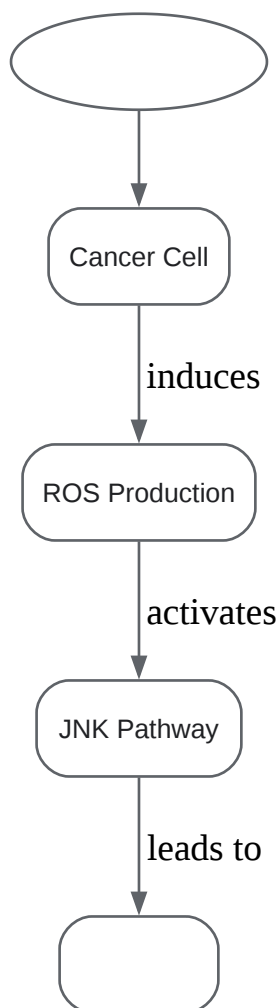 Cancer Cell
induces
ROS Production
activates
JNK Pathway
leads to